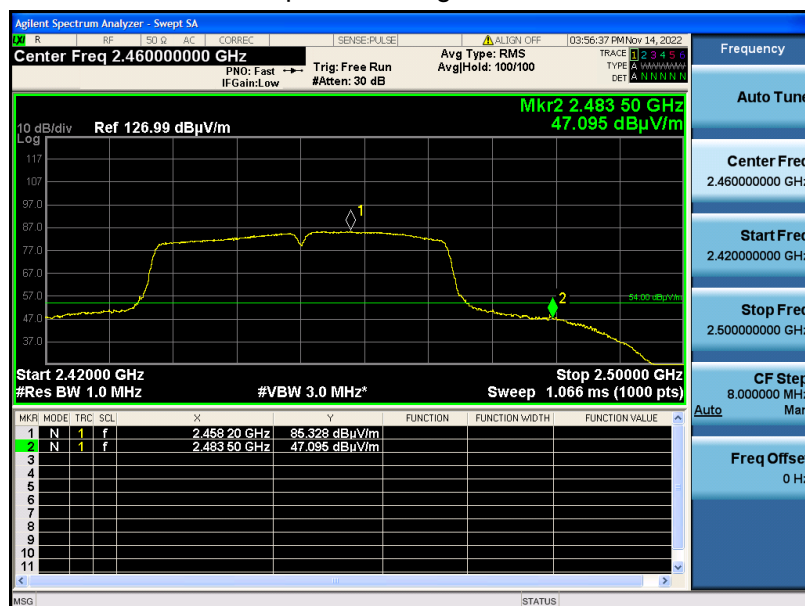 Agilent Spectrum Analyzer - Swept SA
LXI R RF 50 Ω AC CORREC SENSE:PULSE ALIGN OFF 03:56:37 PM Nov 14, 2022
Center Freq 2.460000000 GHz
PNO: Fast
IFGain:Low
Trig: Free Run
#Atten: 30 dB
Avg Type: RMS
Avg|Hold: 100/100
TRACE 1 2 3 4 5 6
TYPE A WWWWW
DET A N N N N N
Mkr2 2.483 50 GHz
47.095 dBµV/m
10 dB/div Ref 126.99 dBµV/m
Log
117
107
97.0
87.0
77.0
67.0
57.0
47.0
37.0
1
2
54.00 dBµV/m
Start 2.42000 GHz Stop 2.50000 GHz
#Res BW 1.0 MHz #VBW 3.0 MHz* Sweep 1.066 ms (1000 pts)
MKR MODE TRC SCL X Y FUNCTION FUNCTION WIDTH FUNCTION VALUE
1 N 1 f 2.458 20 GHz 85.328 dBµV/m
2 N 1 f 2.483 50 GHz 47.095 dBµV/m
3
4
5
6
7
8
9
10
11
MSG STATUS
Frequency
Auto Tune
Center Freq
2.460000000 GHz
Start Freq
2.420000000 GHz
Stop Freq
2.500000000 GHz
CF Step
8.000000 MHz
Auto Man
Freq Offset
0 Hz